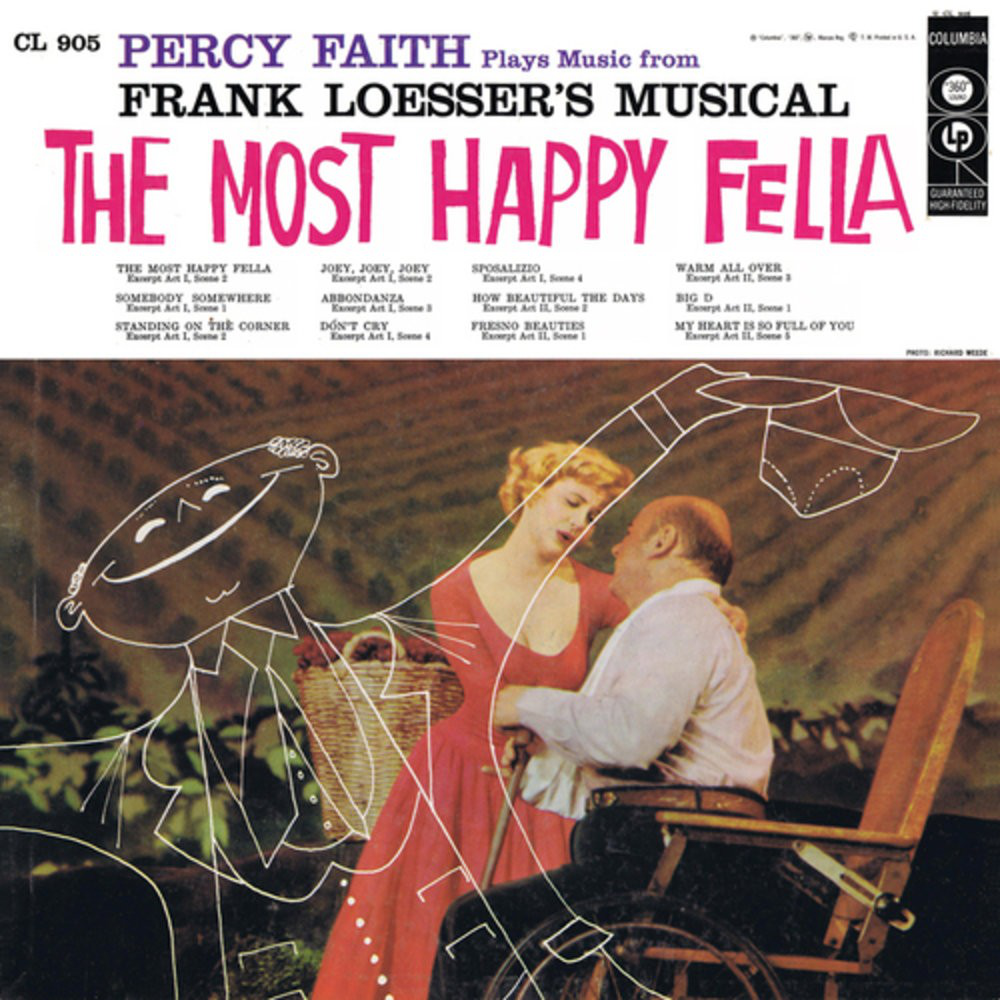 CL 905
PERCY FAITH Plays Music from
FRANK LOESSER'S MUSICAL
THE MOST HAPPY FELLA
COLUMBIA
"360"
SOUND
LP
GUARANTEED
HIGH-FIDELITY
THE MOST HAPPY FELLA
Excerpt Act I, Scene 2
SOMEBODY SOMEWHERE
Excerpt Act I, Scene 1
STANDING ON THE CORNER
Excerpt Act I, Scene 2
JOEY, JOEY, JOEY
Excerpt Act I, Scene 2
ABBONDANZA
Excerpt Act I, Scene 3
DON'T CRY
Excerpt Act I, Scene 4
SPOSALIZIO
Excerpt Act I, Scene 4
HOW BEAUTIFUL THE DAYS
Excerpt Act II, Scene 2
FRESNO BEAUTIES
Excerpt Act II, Scene 1
WARM ALL OVER
Excerpt Act II, Scene 3
BIG D
Excerpt Act II, Scene 1
MY HEART IS SO FULL OF YOU
Excerpt Act II, Scene 5
PHOTO: RICHARD WEEDE